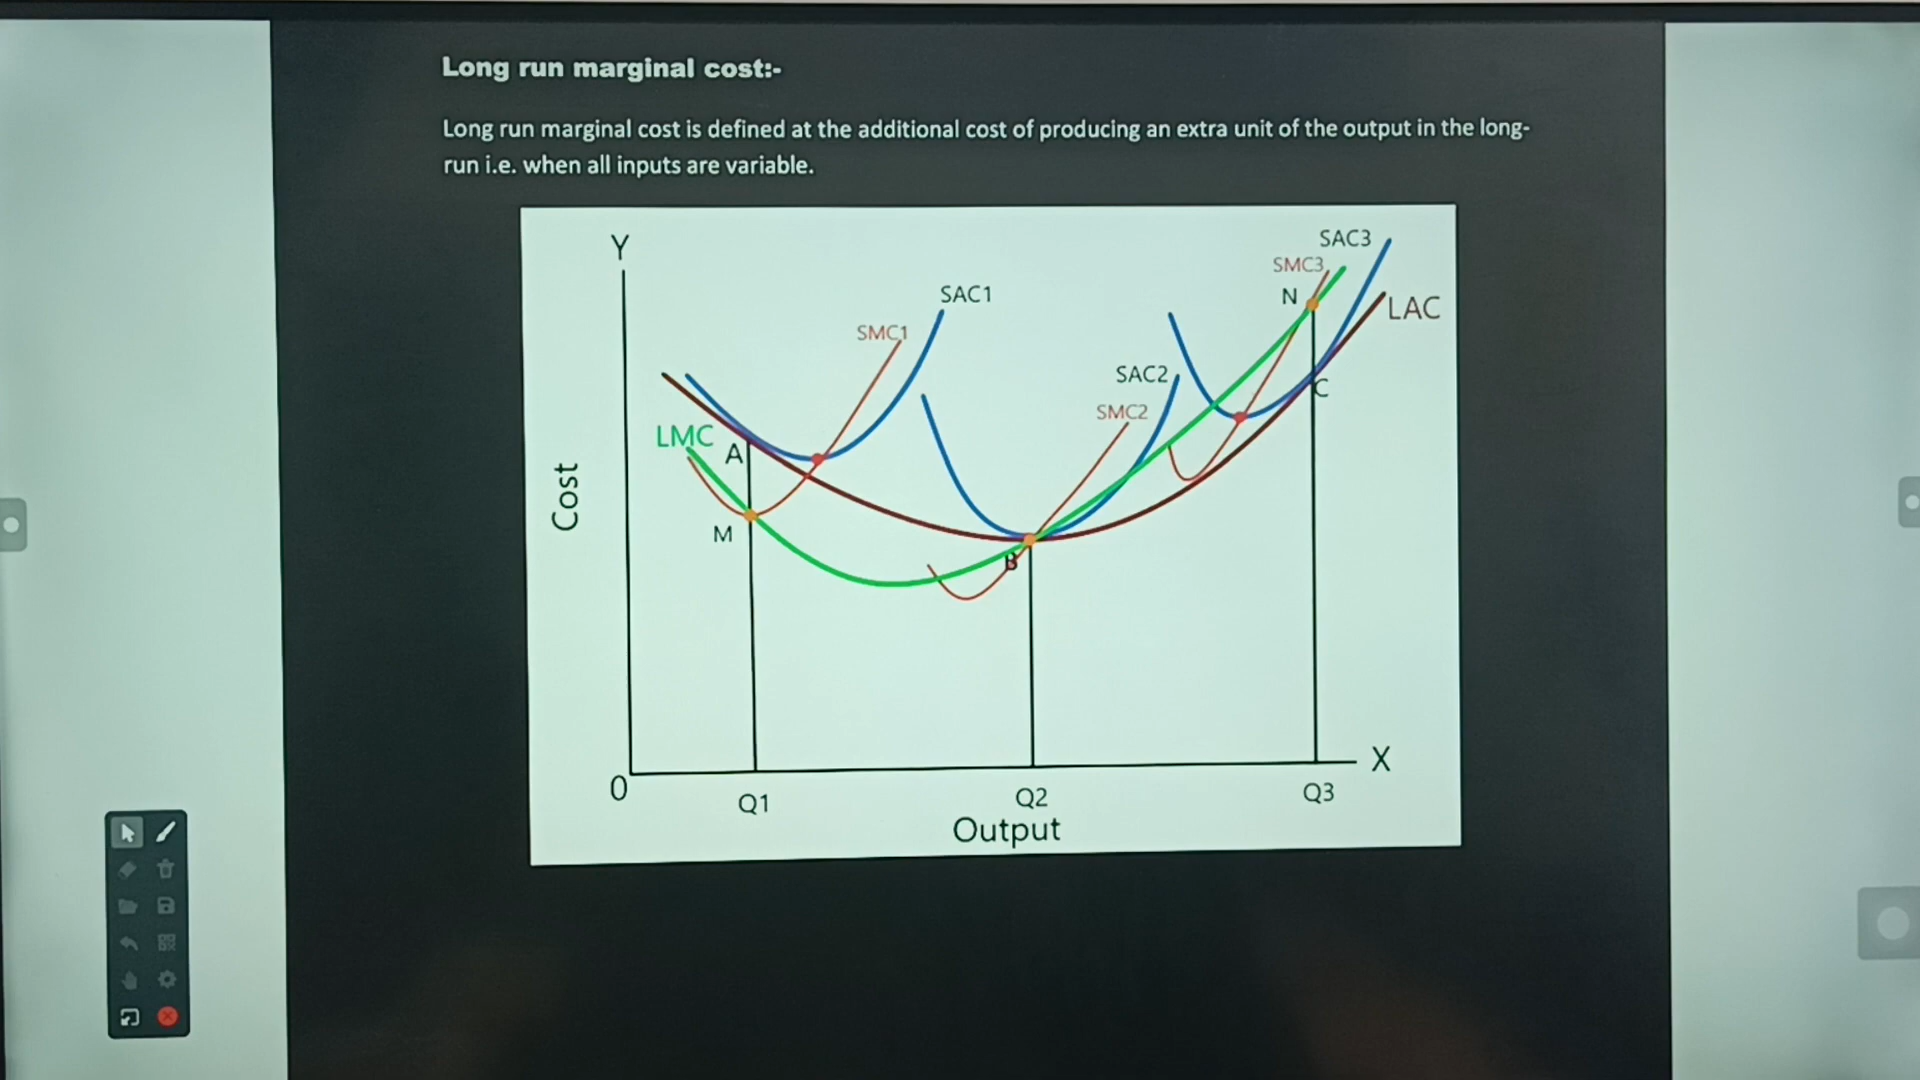 Long run marginal cost:-
Long run marginal cost is defined at the additional cost of producing an extra unit of the output in the long-
run i.e. when all inputs are variable.
Y
SAC3
SMC3
SAC1
N
LAC
SMC1
SAC2
C
SMC2
LMC
A
Cost
M
B
X
0
Q1
Q2
Q3
Output